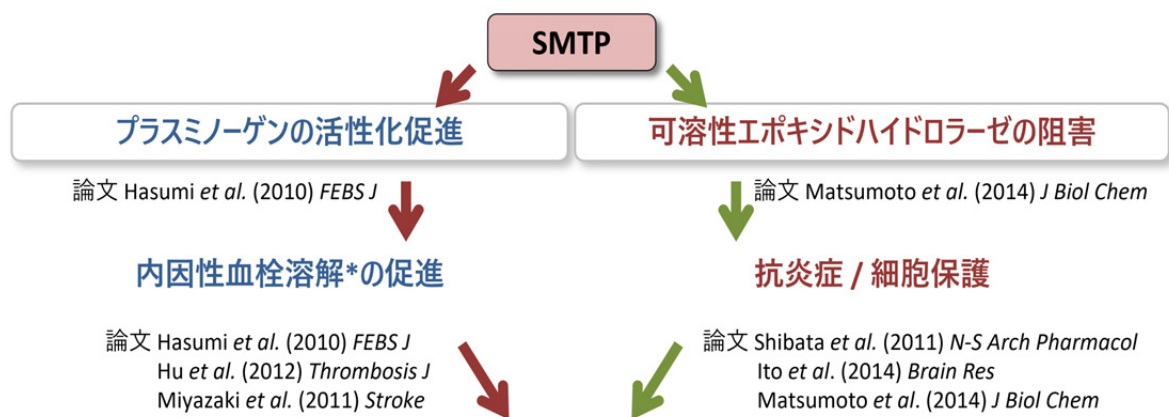 SMTP
プラスミノーゲンの活性化促進
可溶性エポキシドハイドロラーゼの阻害
論文 Hasumi et al. (2010) FEBS J
論文 Matsumoto et al. (2014) J Biol Chem
内因性血栓溶解*の促進
抗炎症 / 細胞保護
論文 Hasumi et al. (2010) FEBS J
Hu et al. (2012) Thrombosis J
Miyazaki et al. (2011) Stroke
論文 Shibata et al. (2011) N-S Arch Pharmacol
Ito et al. (2014) Brain Res
Matsumoto et al. (2014) J Biol Chem